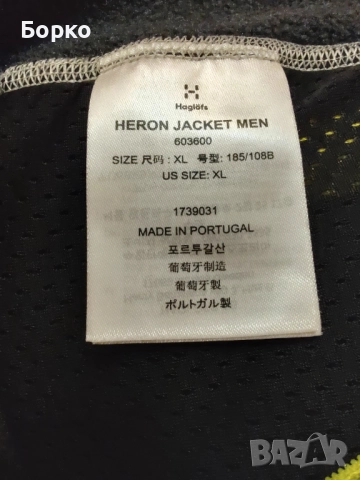 Борко
Haglöfs
HERON JACKET MEN
603600
SIZE 尺码: XL 号型: 185/108B
US SIZE: XL
1739031
MADE IN PORTUGAL
포르투갈산
葡萄牙制造
葡萄牙製
ポルトガル製
BAZAR
bg